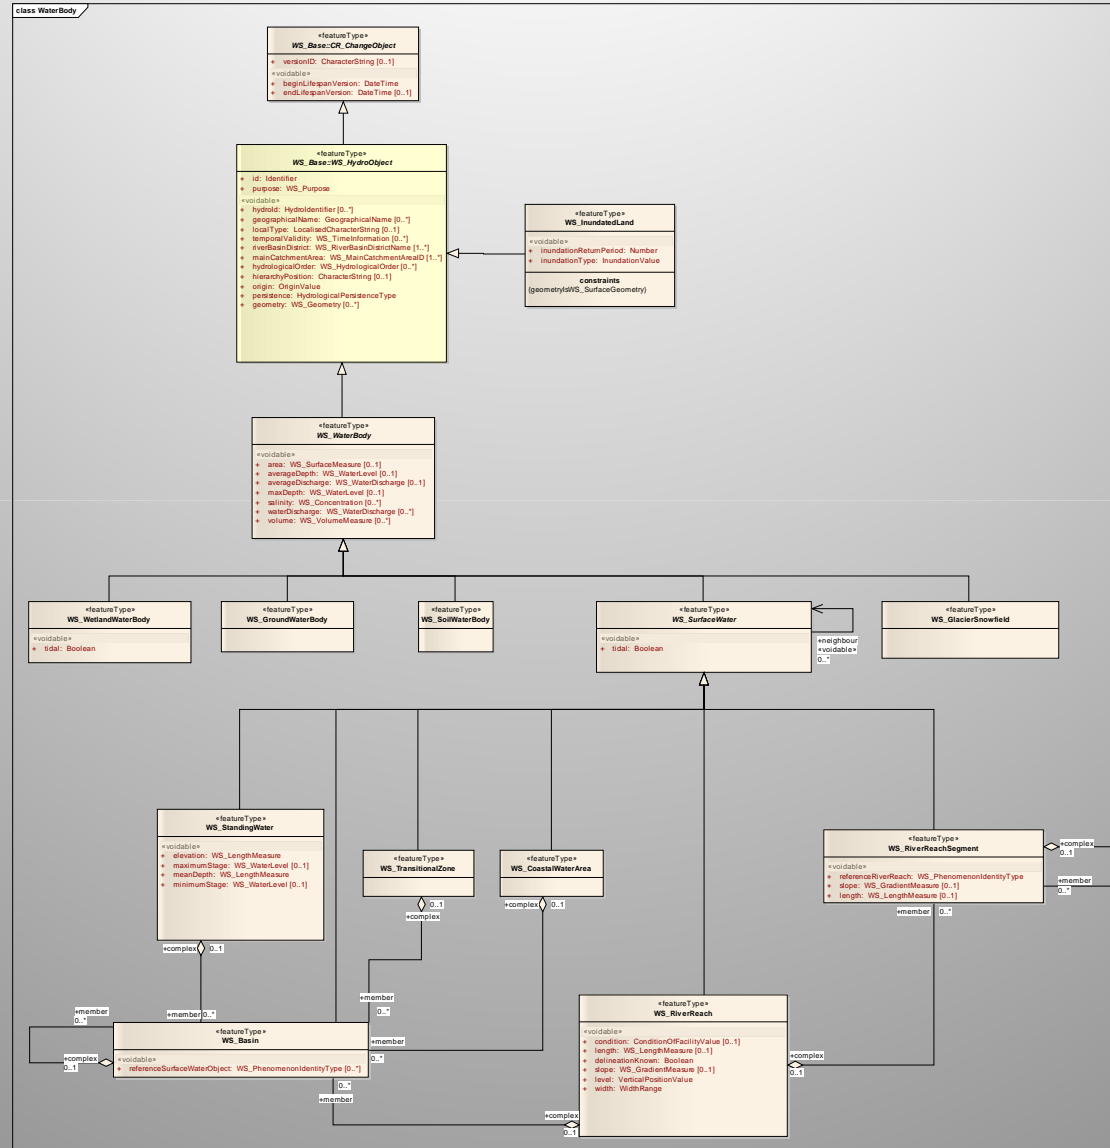 class WaterBody
«featureType»
WS_Base::CR_ChangeObject
+ versionID: CharacterString [0..1]
«voidable»
+ beginLifespanVersion: DateTime
+ endLifespanVersion: DateTime [0..1]
«featureType»
WS_Base::WS_HydroObject
+ id: Identifier
+ purpose: WS_Purpose
«voidable»
+ hydroId: HydroIdentifier [0..*]
+ geographicalName: GeographicalName [0..*]
+ localType: LocalisedCharacterString [0..1]
+ temporalValidity: WS_TimeInformation [0..*]
+ riverBasinDistrict: WS_RiverBasinDistrictName [1..*]
+ mainCatchmentArea: WS_MainCatchmentAreaID [1..*]
+ hydrologicalOrder: WS_HydrologicalOrder [0..*]
+ hierarchyPosition: CharacterString [0..1]
+ origin: OriginValue
+ persistence: HydrologicalPersistenceType
+ geometry: WS_Geometry [0..*]
«featureType»
WS_InundatedLand
«voidable»
+ inundationReturnPeriod: Number
+ inundationType: InundationValue
constraints
{geometryIsWS_SurfaceGeometry}
«featureType»
WS_WaterBody
«voidable»
+ area: WS_SurfaceMeasure [0..1]
+ averageDepth: WS_WaterLevel [0..1]
+ averageDischarge: WS_WaterDischarge [0..1]
+ maxDepth: WS_WaterLevel [0..1]
+ salinity: WS_Concentration [0..*]
+ waterDischarge: WS_WaterDischarge [0..*]
+ volume: WS_VolumeMeasure [0..*]
«featureType»
WS_WetlandWaterBody
«voidable»
+ tidal: Boolean
«featureType»
WS_GroundWaterBody
«featureType»
WS_SoilWaterBody
«featureType»
WS_SurfaceWater
«voidable»
+ tidal: Boolean
+neighbour
«voidable»
0..*
«featureType»
WS_GlacierSnowfield
«featureType»
WS_StandingWater
«voidable»
+ elevation: WS_LengthMeasure
+ maximumStage: WS_WaterLevel [0..1]
+ meanDepth: WS_LengthMeasure
+ minimumStage: WS_WaterLevel [0..1]
+complex 0..1
«featureType»
WS_TransitionalZone
0..1
+complex
«featureType»
WS_CoastalWaterArea
+complex 0..1
«featureType»
WS_RiverReachSegment
«voidable»
+ referenceRiverReach: WS_PhenomenonIdentityType
+ slope: WS_GradientMeasure [0..1]
+ length: WS_LengthMeasure [0..1]
+complex
0..1
+member
0..*
+member 0..*
+member 0..*
+member
0..*
+member
0..*
+member
0..*
+complex
0..1
«featureType»
WS_Basin
«voidable»
+ referenceSurfaceWaterObject: WS_PhenomenonIdentityType [0..*]
0..*
+member
«featureType»
WS_RiverReach
«voidable»
+ condition: ConditionOfFacilityValue [0..1]
+ length: WS_LengthMeasure [0..1]
+ delineationKnown: Boolean
+ slope: WS_GradientMeasure [0..1]
+ level: VerticalPositionValue
+ width: WidthRange
+complex
0..1
+complex
0..1